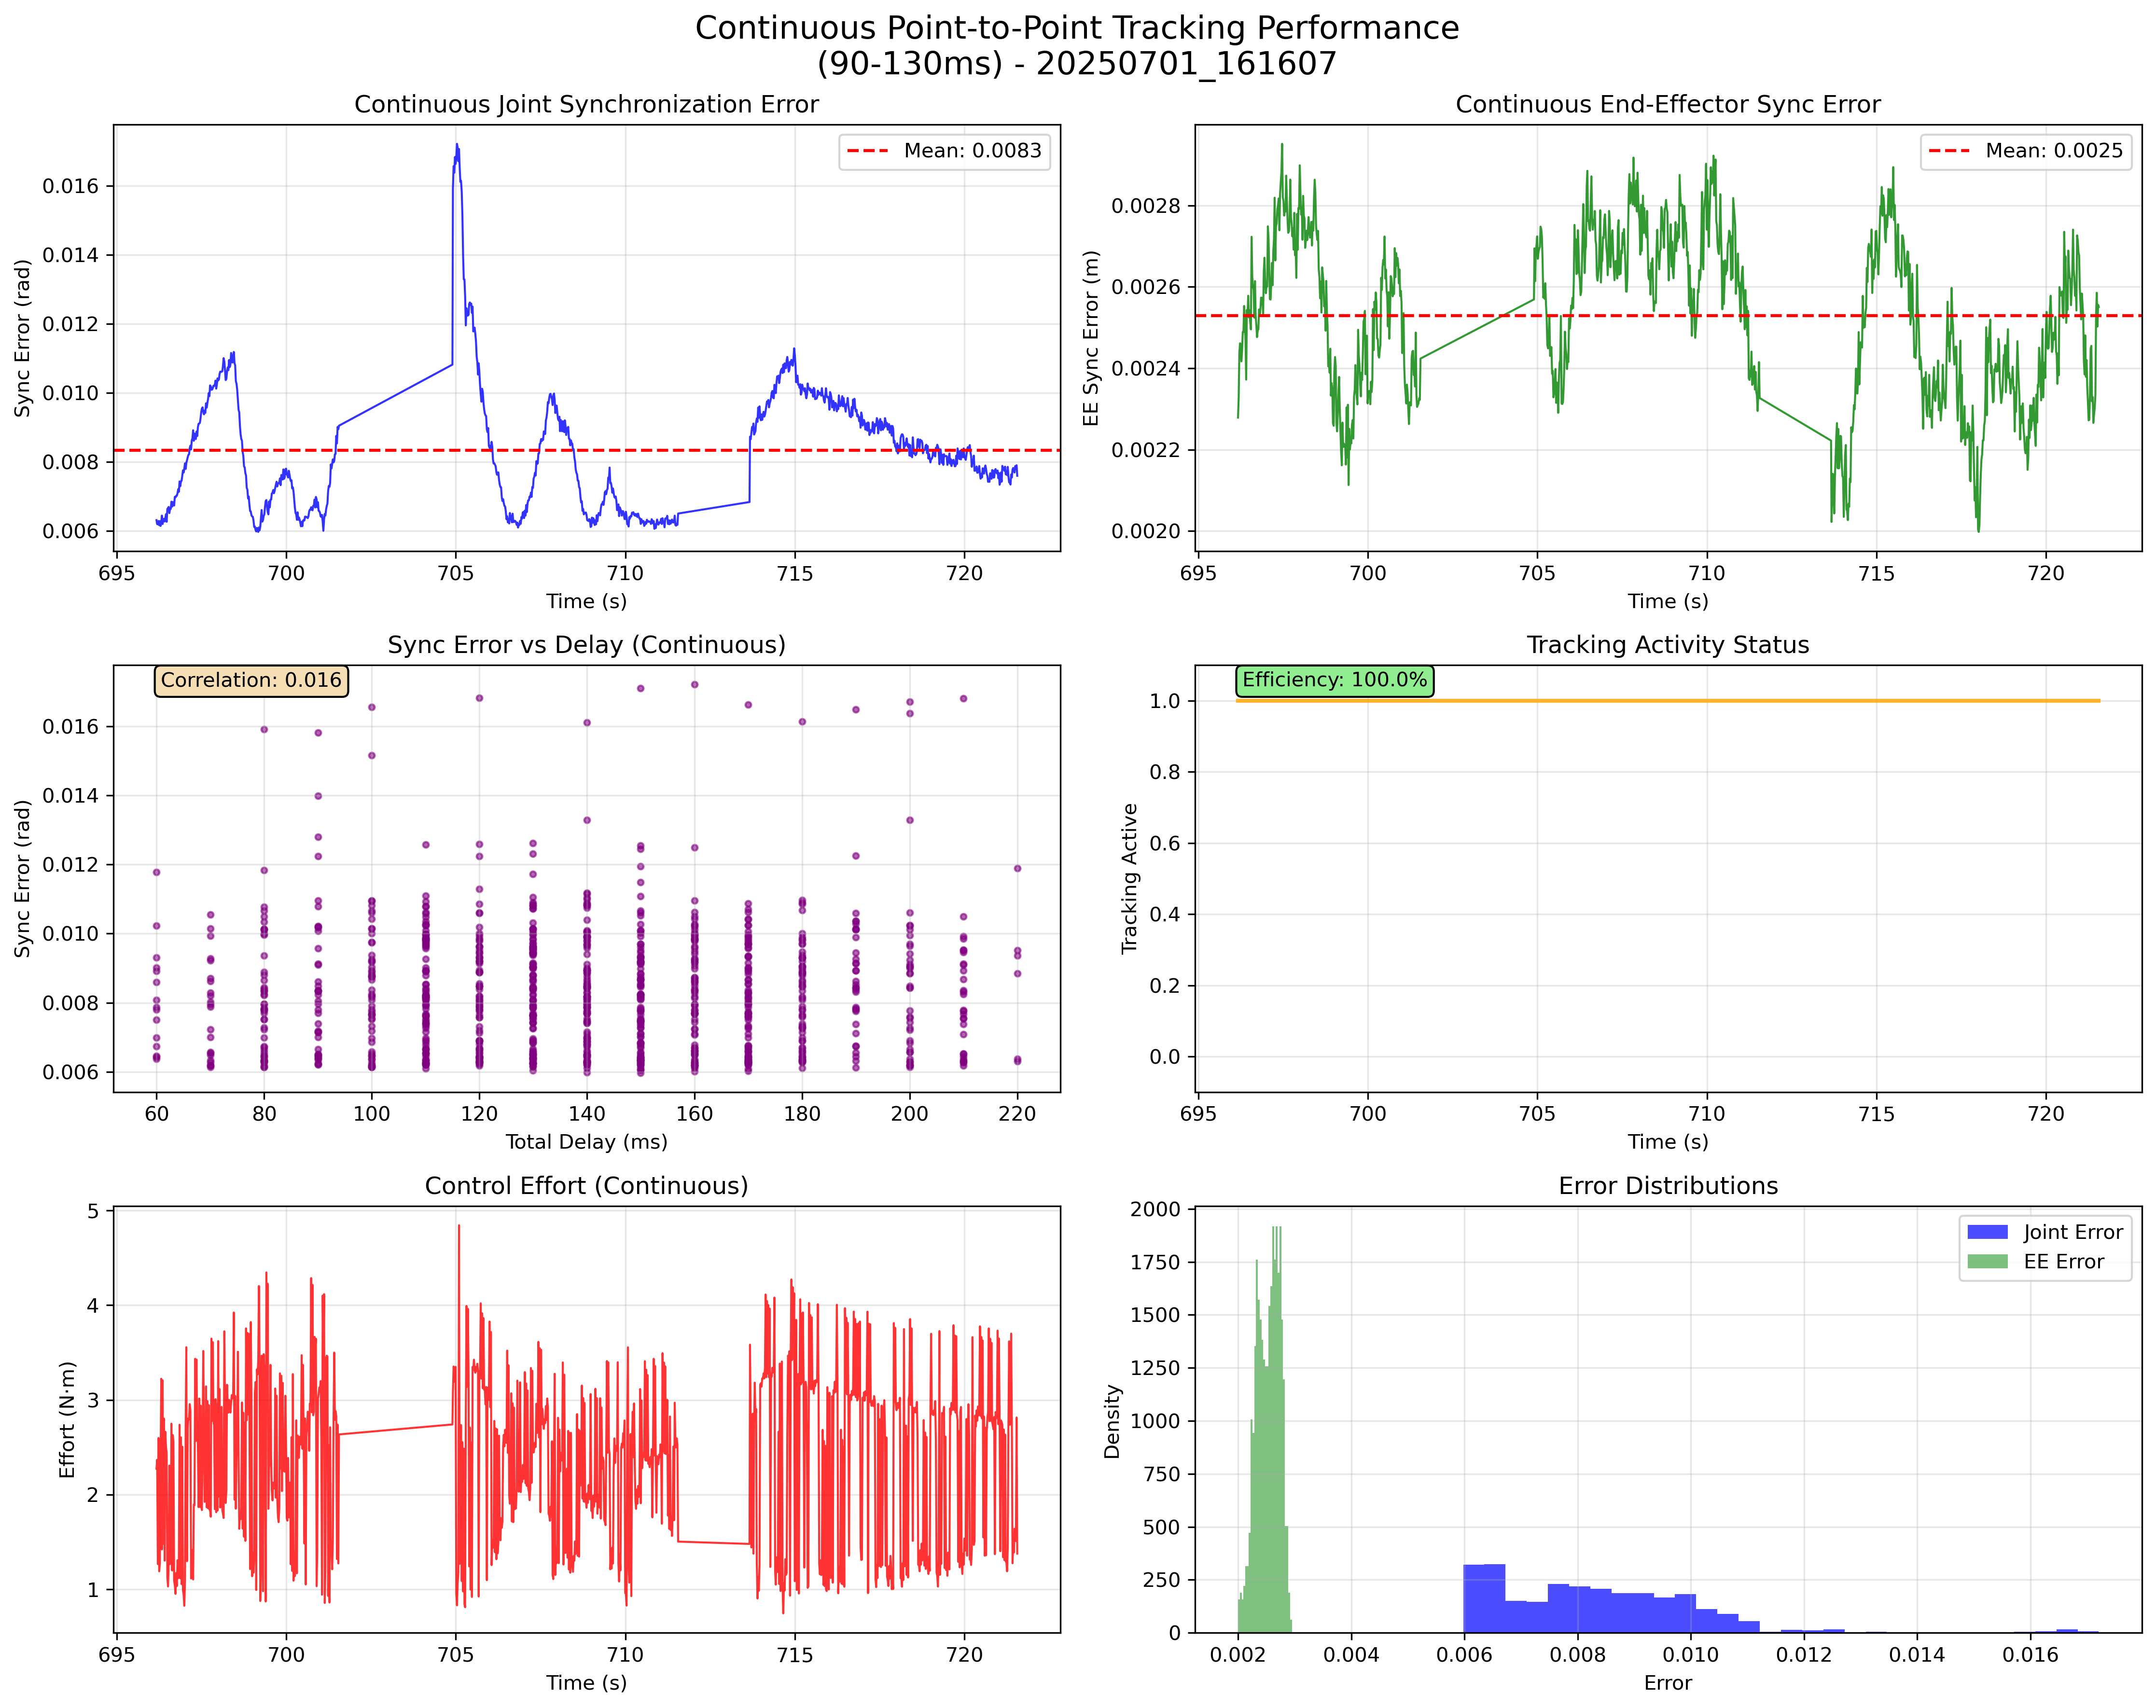 Continuous Point-to-Point Tracking Performance
(90-130ms) - 20250701_161607
Continuous Joint Synchronization Error
Sync Error (rad)
0.016
0.014
0.012
0.010
0.008
0.006
Mean: 0.0083
695 700 705 710 715 720
Time (s)
Continuous End-Effector Sync Error
EE Sync Error (m)
0.0028
0.0026
0.0024
0.0022
0.0020
Mean: 0.0025
695 700 705 710 715 720
Time (s)
Sync Error vs Delay (Continuous)
Correlation: 0.016
Sync Error (rad)
0.016
0.014
0.012
0.010
0.008
0.006
60 80 100 120 140 160 180 200 220
Total Delay (ms)
Tracking Activity Status
Efficiency: 100.0%
Tracking Active
1.0
0.8
0.6
0.4
0.2
0.0
695 700 705 710 715 720
Time (s)
Control Effort (Continuous)
Effort (N·m)
5
4
3
2
1
695 700 705 710 715 720
Time (s)
Error Distributions
Density
2000
1750
1500
1250
1000
750
500
250
0
Joint Error
EE Error
0.002 0.004 0.006 0.008 0.010 0.012 0.014 0.016
Error